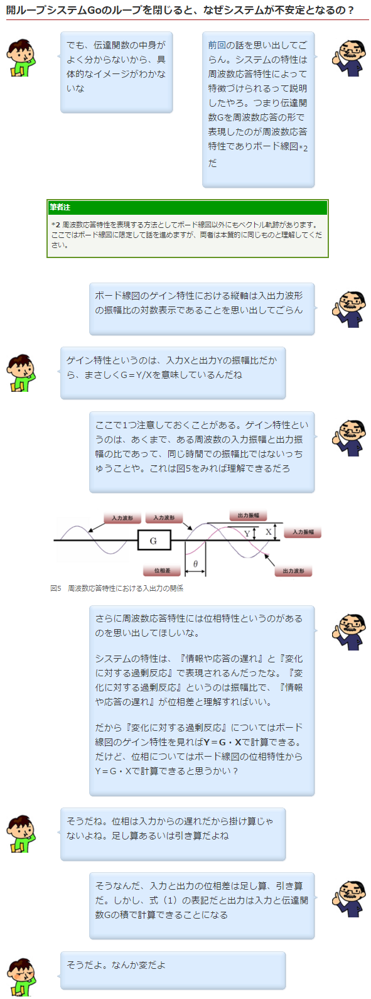 開ループシステムGoのループを閉じると、なぜシステムが不安定となるの？
でも、伝達関数の中身が
よく分からないから、具
体的なイメージがわかな
いな
前回の話を思い出してご
らん。システムの特性は
周波数応答特性によって
特徴づけられるって説明
したやろ。つまり伝達関
数Gを周波数応答の形で
表現したのが周波数応答
特性でありボード線図*2
だ
筆者注
*2 周波数応答特性を表現する方法としてボード線図以外にもベクトル軌跡があります。
ここではボード線図に限定して話を進めますが、両者は本質的に同じものと理解してくだ
さい。
ボード線図のゲイン特性における縦軸は入出力波形
の振幅比の対数表示であることを思い出してごらん
ゲイン特性というのは、入力Xと出力Yの振幅比だか
ら、まさしくG＝Y/Xを意味しているんだね
ここで1つ注意しておくことがある。ゲイン特性とい
うのは、あくまで、ある周波数の入力振幅と出力振
幅の比であって、同じ時間での振幅比ではないっち
ゅうことや。これは図5をみれば理解できるだろ
入力波形
入力波形
出力振幅
G
Y
X
入力振幅
位相差
θ
出力波形
図5　周波数応答特性における入出力の関係
さらに周波数応答特性には位相特性というのがある
のを思い出してほしいな。
システムの特性は、『情報や応答の遅れ』と『変化
に対する過剰反応』で表現されるんだったな。『変
化に対する過剰反応』というのは振幅比で、『情報
や応答の遅れ』が位相差と理解すればいい。
だから『変化に対する過剰反応』についてはボード
線図のゲイン特性を見ればY＝G・Xで計算できる。
だけど、位相についてはボード線図の位相特性から
Y＝G・Xで計算できると思うかい？
そうだね。位相は入力からの遅れだから掛け算じゃ
ないよね。足し算あるいは引き算だよね
そうなんだ、入力と出力の位相差は足し算、引き算
だ。しかし、式（1）の表記だと出力は入力と伝達関
数Gの積で計算できることになる
そうだよ。なんか変だよ